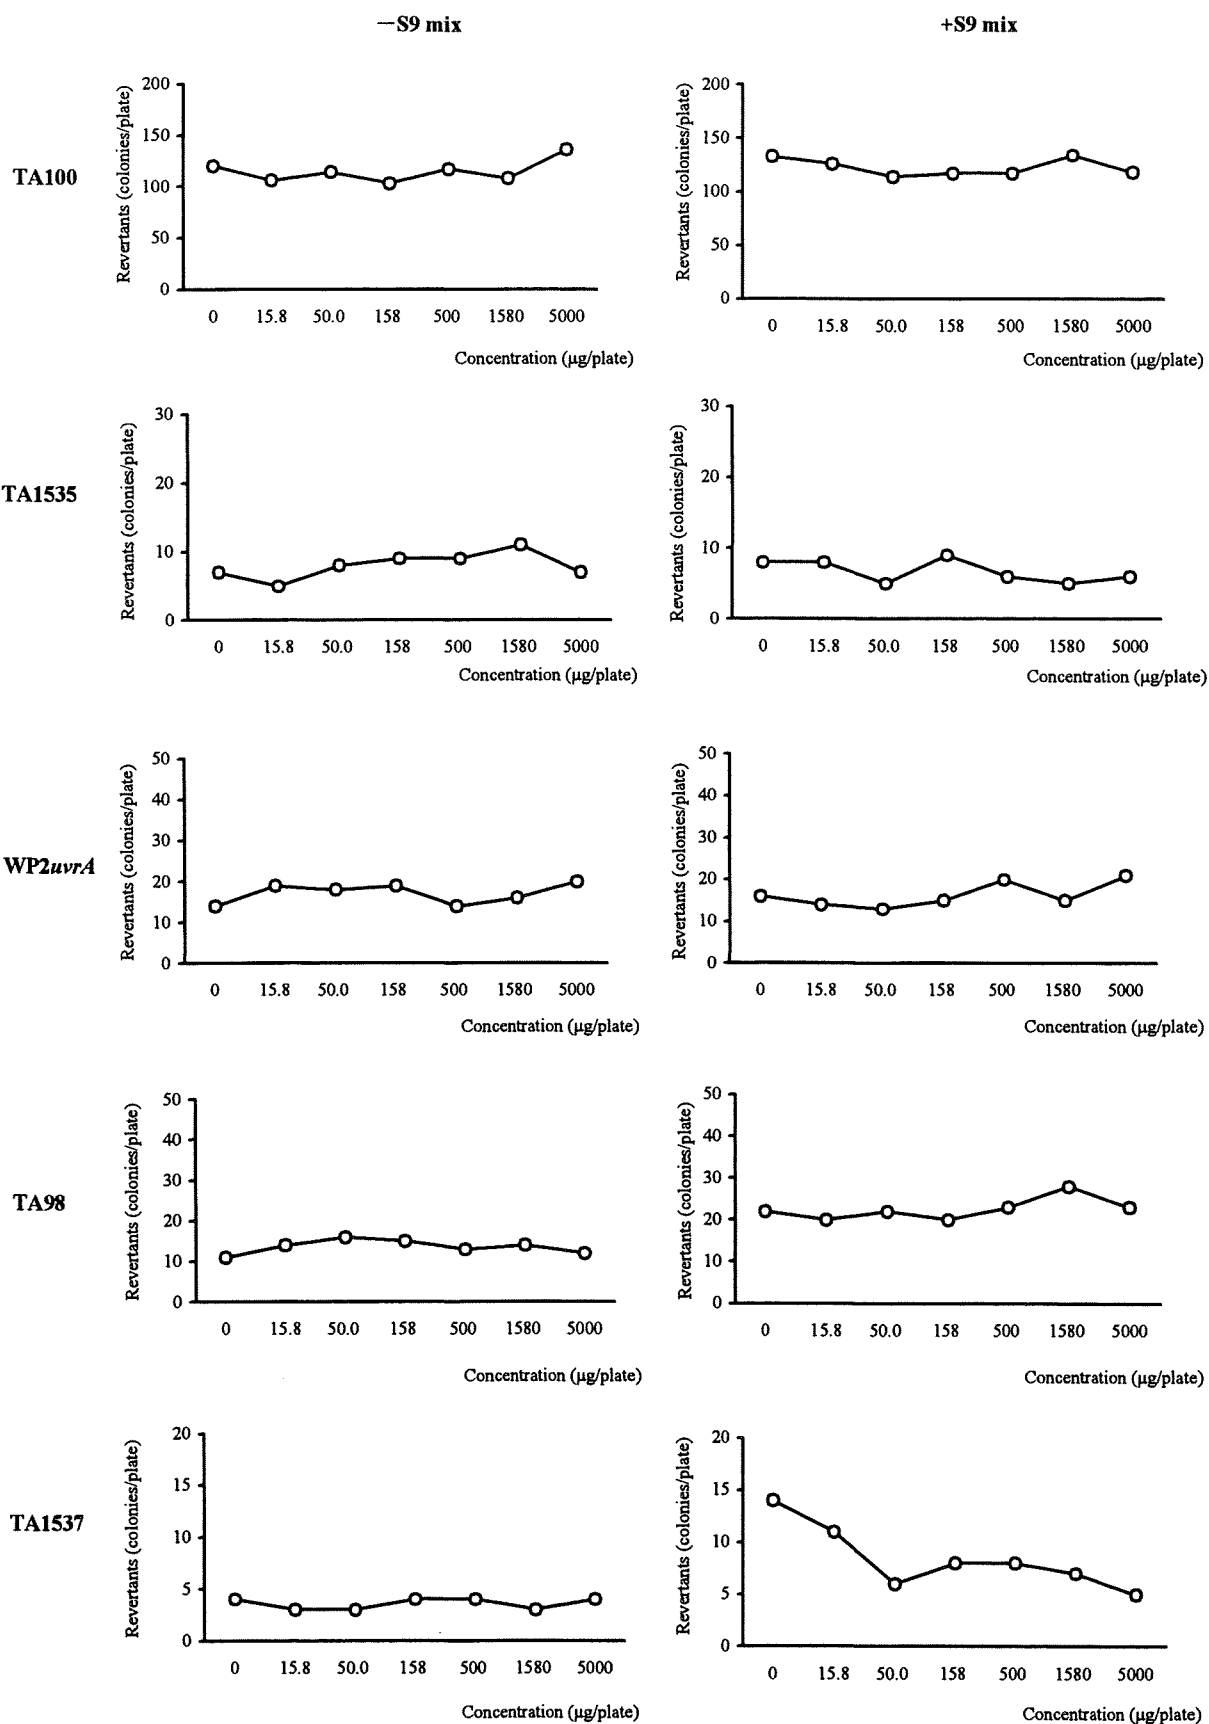 −S9 mix
+S9 mix
TA100
Revertants (colonies/plate)
200
150
100
50
0
0 15.8 50.0 158 500 1580 5000
Concentration (µg/plate)
Revertants (colonies/plate)
200
150
100
50
0
0 15.8 50.0 158 500 1580 5000
Concentration (µg/plate)
TA1535
Revertants (colonies/plate)
30
20
10
0
0 15.8 50.0 158 500 1580 5000
Concentration (µg/plate)
Revertants (colonies/plate)
30
20
10
0
0 15.8 50.0 158 500 1580 5000
Concentration (µg/plate)
WP2uvrA
Revertants (colonies/plate)
50
40
30
20
10
0
0 15.8 50.0 158 500 1580 5000
Concentration (µg/plate)
Revertants (colonies/plate)
50
40
30
20
10
0
0 15.8 50.0 158 500 1580 5000
Concentration (µg/plate)
TA98
Revertants (colonies/plate)
50
40
30
20
10
0
0 15.8 50.0 158 500 1580 5000
Concentration (µg/plate)
Revertants (colonies/plate)
50
40
30
20
10
0
0 15.8 50.0 158 500 1580 5000
Concentration (µg/plate)
TA1537
Revertants (colonies/plate)
20
15
10
5
0
0 15.8 50.0 158 500 1580 5000
Concentration (µg/plate)
Revertants (colonies/plate)
20
15
10
5
0
0 15.8 50.0 158 500 1580 5000
Concentration (µg/plate)